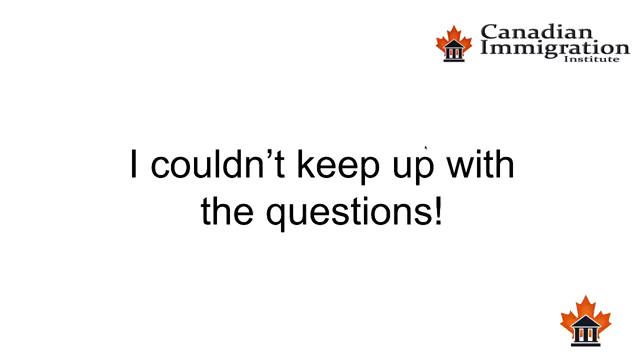 Canadian
Immigration
Institute
I couldn't keep up with
the questions!